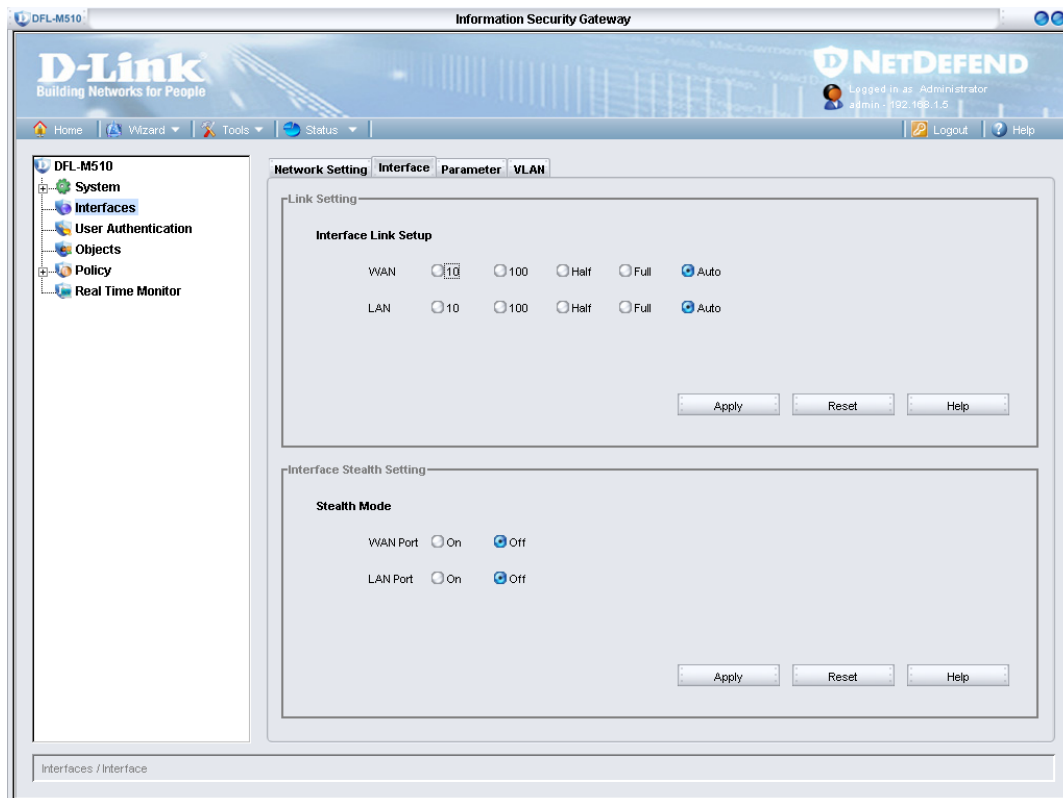 DFL-M510
Information Security Gateway
D-Link
Building Networks for People
NETDEFEND
Logged in as Administrator
admin - 192.168.1.5
Home Wizard Tools Status Logout Help
DFL-M510
System
Interfaces
User Authentication
Objects
Policy
Real Time Monitor
Network Setting Interface Parameter VLAN
Link Setting
Interface Link Setup
WAN 10 100 Half Full Auto
LAN 10 100 Half Full Auto
Apply Reset Help
Interface Stealth Setting
Stealth Mode
WAN Port On Off
LAN Port On Off
Apply Reset Help
Interfaces / Interface